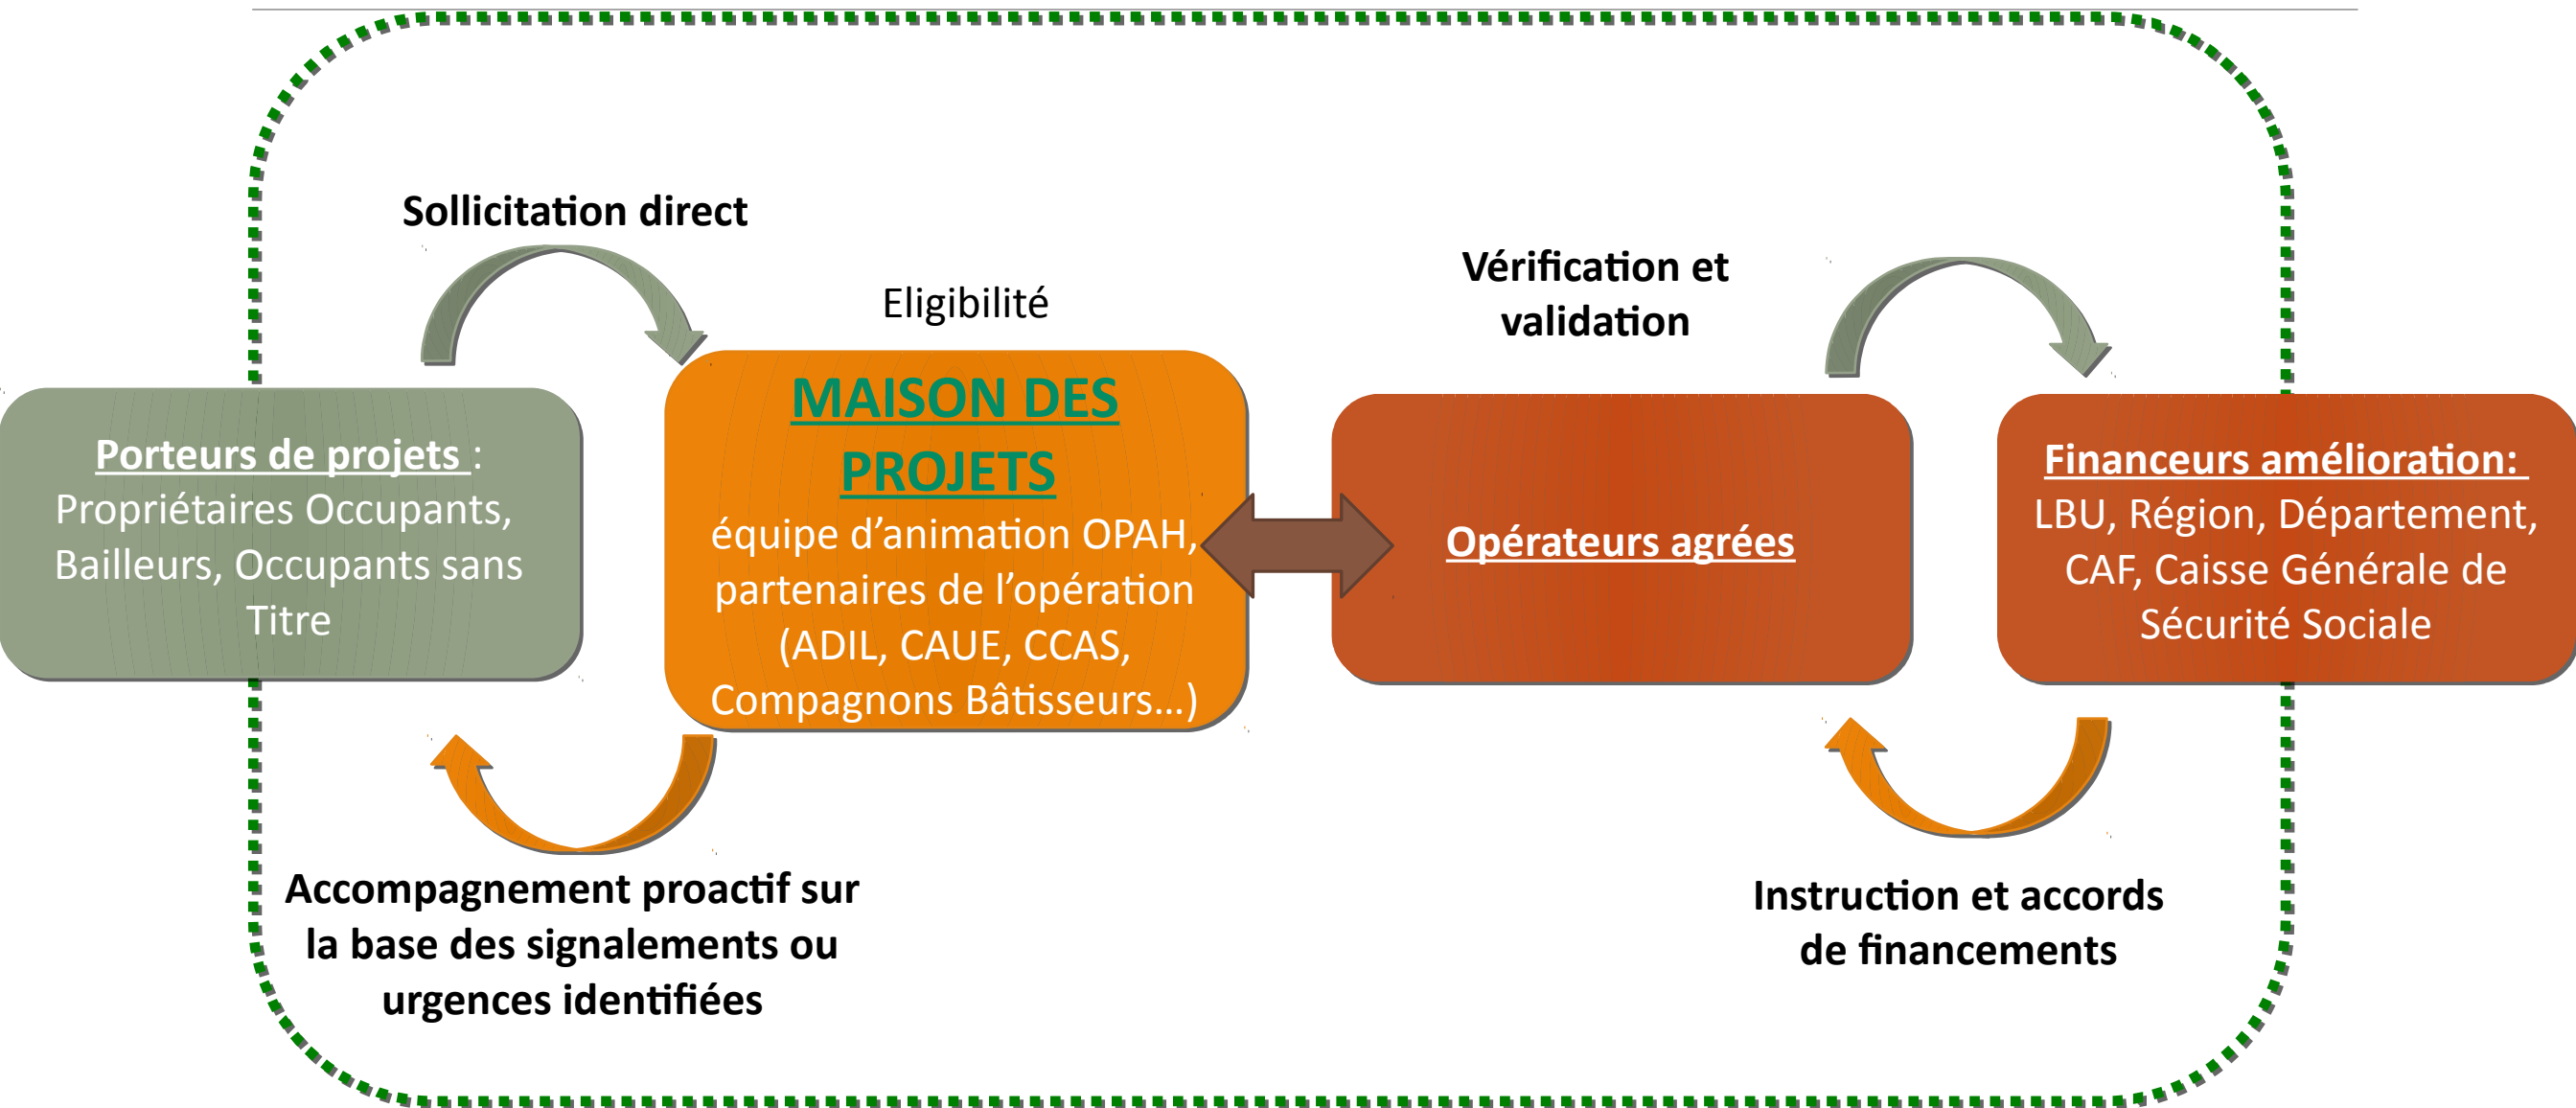 Sollicitation direct
Eligibilité
Vérification et
validation
Porteurs de projets :
Propriétaires Occupants,
Bailleurs, Occupants sans
Titre
MAISON DES
PROJETS
équipe d’animation OPAH,
partenaires de l’opération
(ADIL, CAUE, CCAS,
Compagnons Bâtisseurs…)
Opérateurs agrées
Financeurs amélioration:
LBU, Région, Département,
CAF, Caisse Générale de
Sécurité Sociale
Accompagnement proactif sur
la base des signalements ou
urgences identifiées
Instruction et accords
de financements